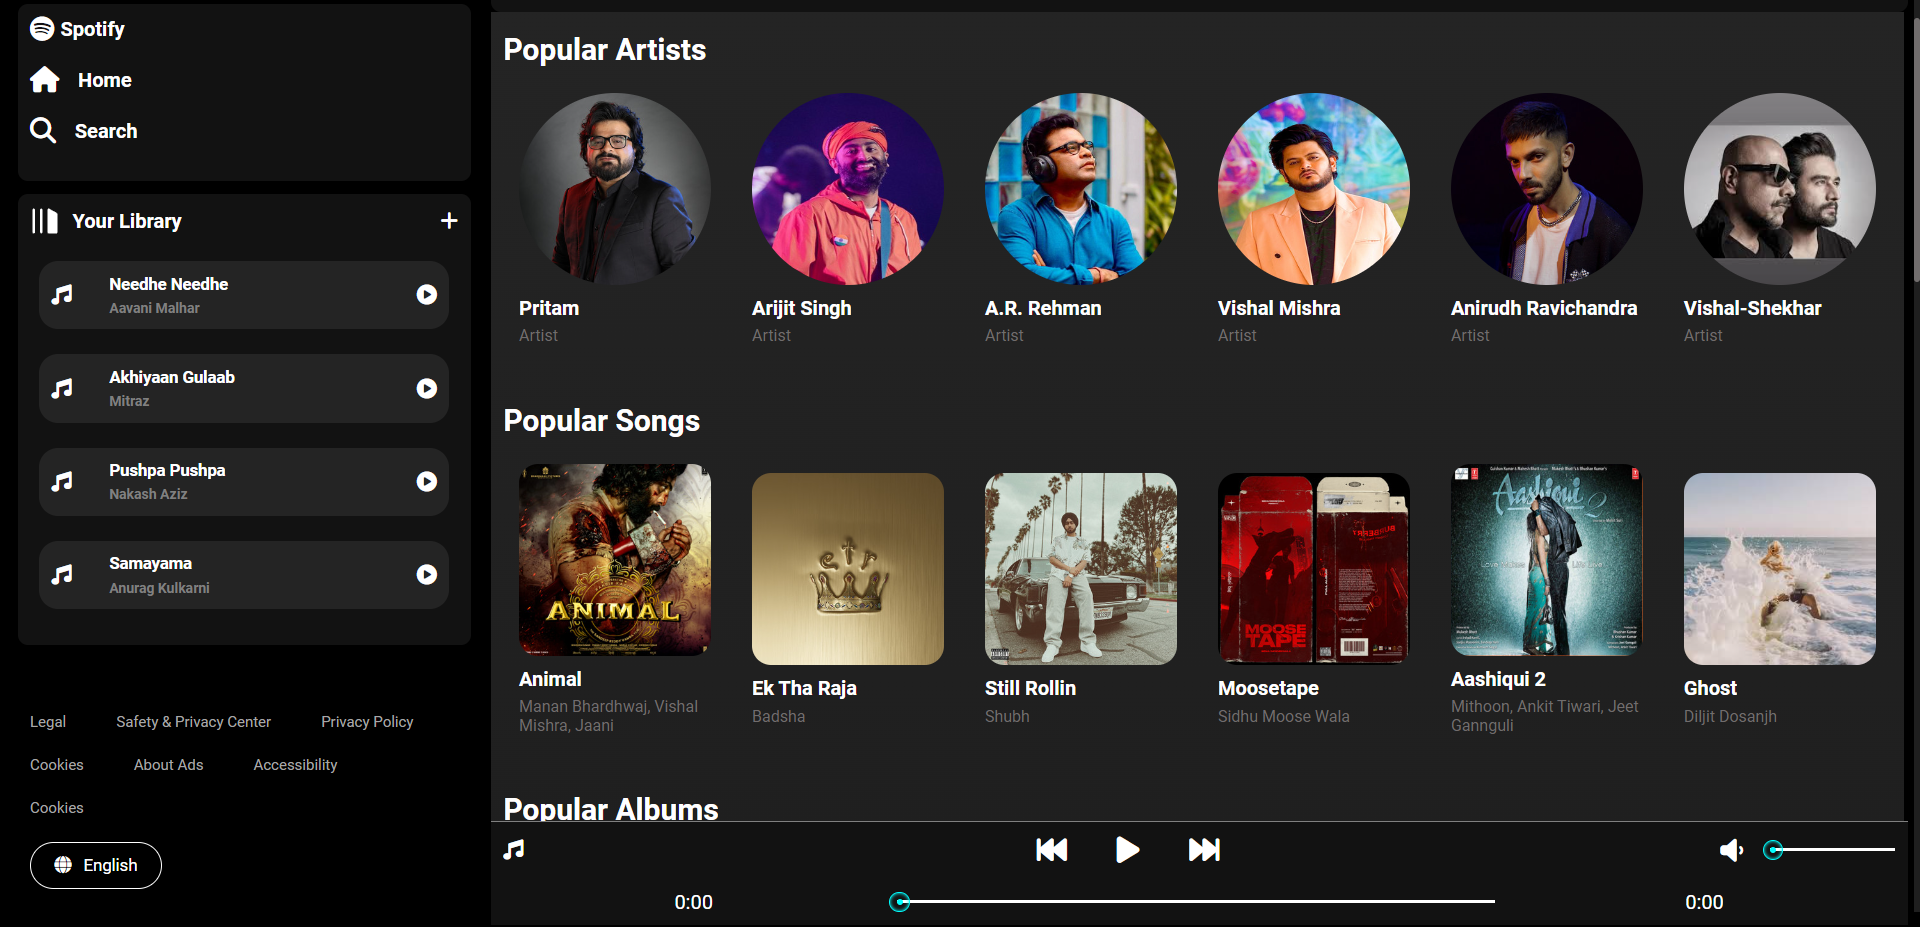 Spotify
Home
Search
Your Library
Needhe Needhe
Aavani Malhar
Akhiyaan Gulaab
Mitraz
Pushpa Pushpa
Nakash Aziz
Samayama
Anurag Kulkarni
Legal
Safety & Privacy Center
Privacy Policy
Cookies
About Ads
Accessibility
Cookies
English
Popular Artists
Pritam
Artist
Arijit Singh
Artist
A.R. Rehman
Artist
Vishal Mishra
Artist
Anirudh Ravichandra
Artist
Vishal-Shekhar
Artist
Popular Songs
ANIMAL
Animal
Manan Bhardhwaj, Vishal
Mishra, Jaani
etr
Ek Tha Raja
Badsha
Still Rollin
Shubh
MOOSE
TAPE
Moosetape
Sidhu Moose Wala
Aashiqui 2
Aashiqui 2
Mithoon, Ankit Tiwari, Jeet
Gannguli
Ghost
Diljit Dosanjh
Popular Albums
0:00
0:00